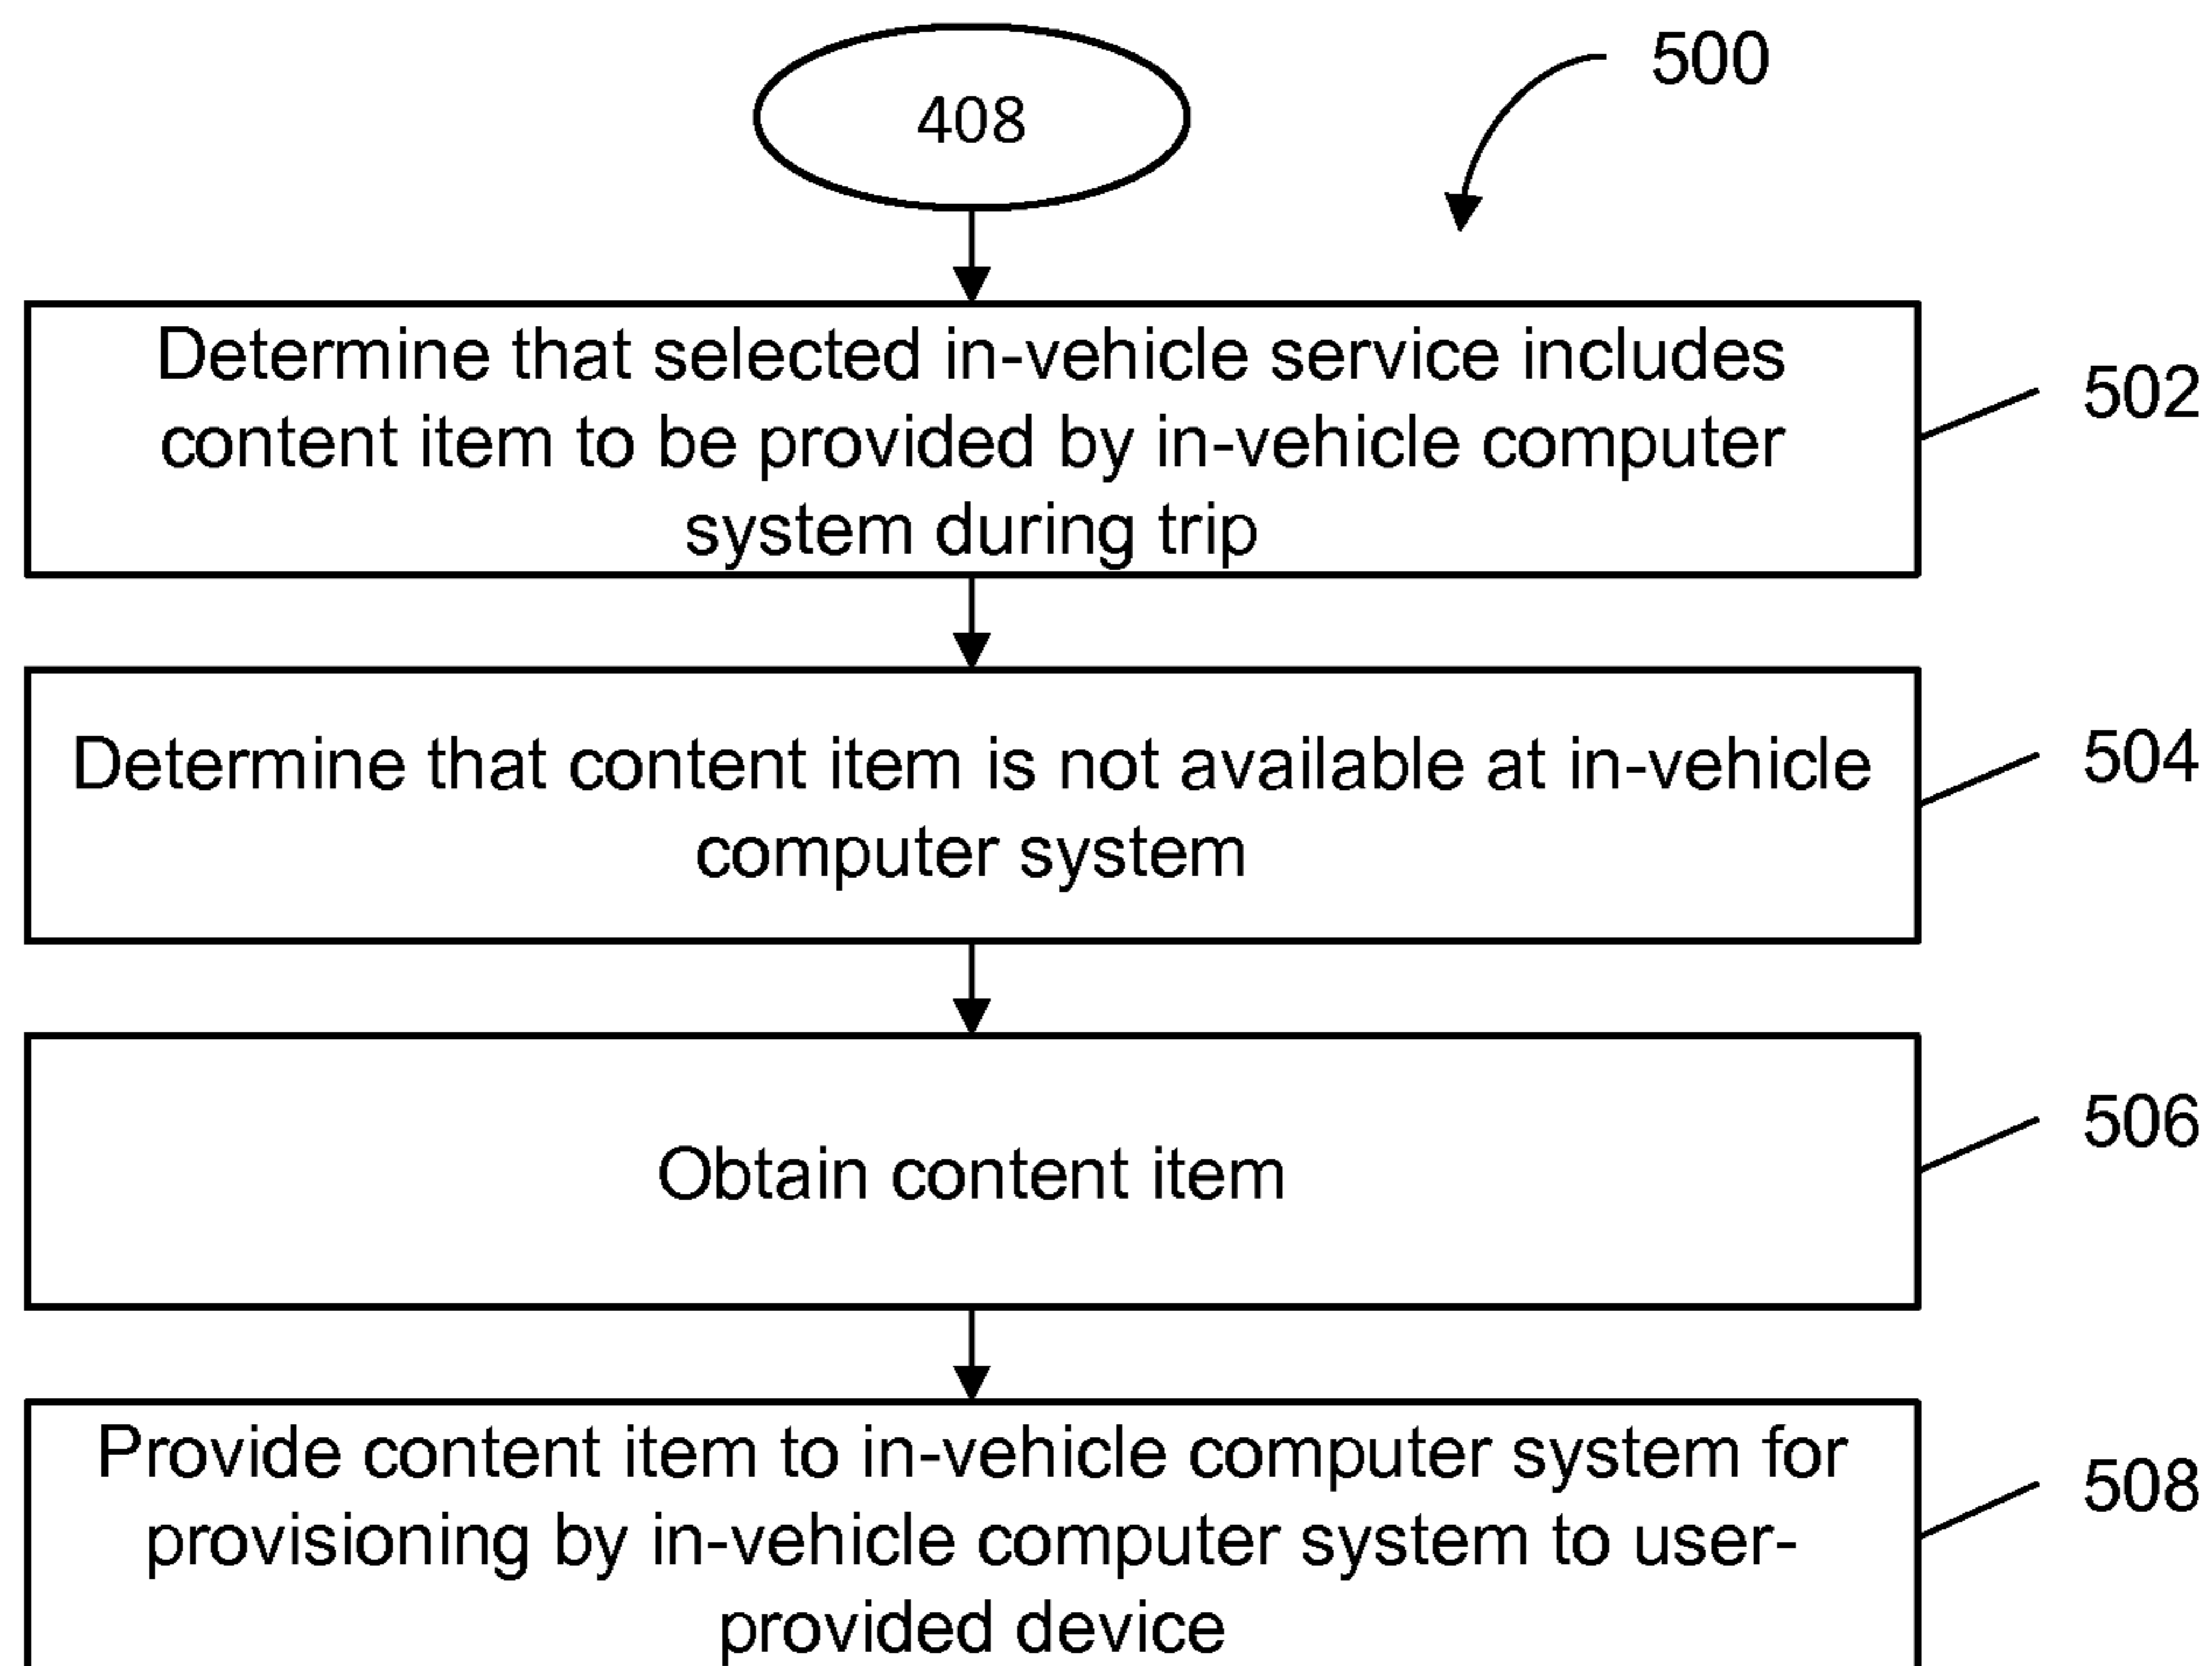 500
408
Determine that selected in-vehicle service includes
content item to be provided by in-vehicle computer
system during trip
502
Determine that content item is not available at in-vehicle
computer system
504
Obtain content item
506
Provide content item to in-vehicle computer system for
provisioning by in-vehicle computer system to user-
provided device
508